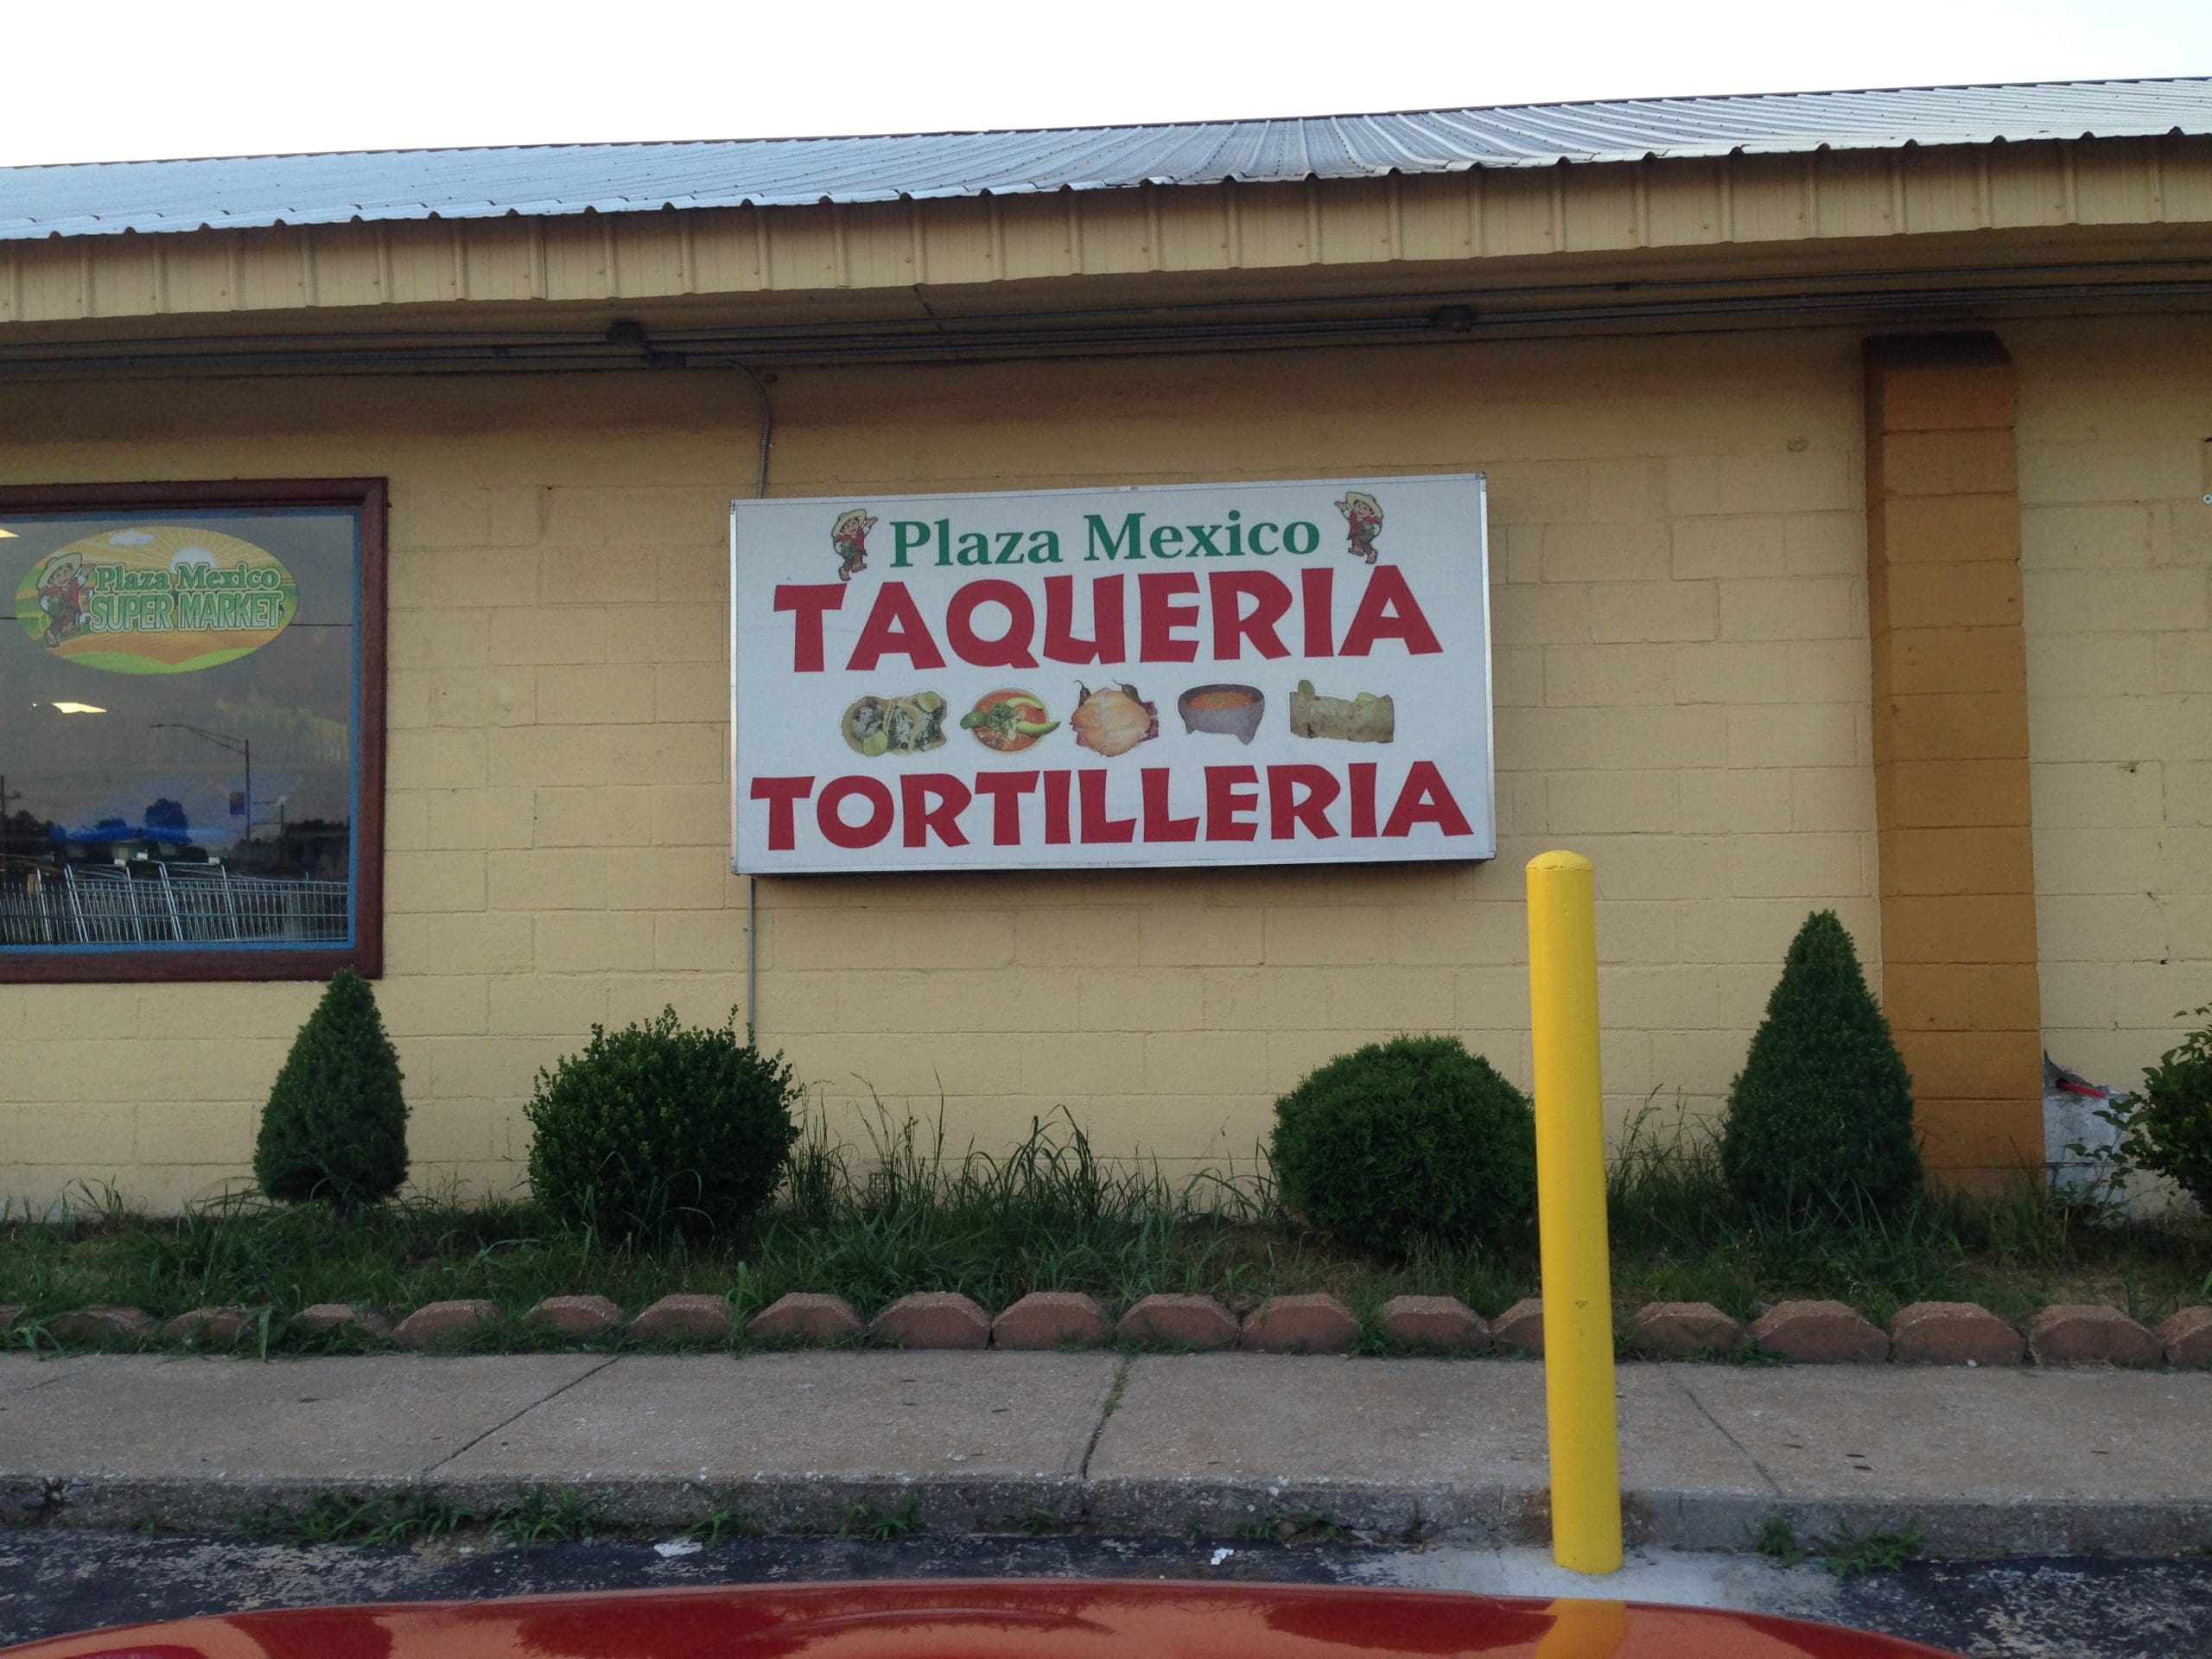 Plaza Mexico
SUPER MARKET
Plaza Mexico
TAQUERIA
TORTILLERIA